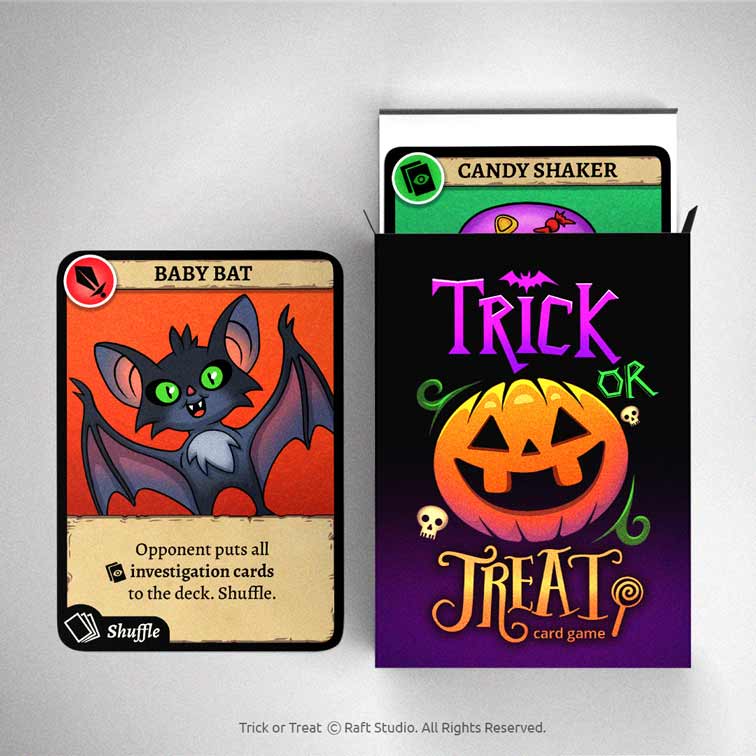 CANDY SHAKER
BABY BAT
TRICK
OR
TREAT
card game
Opponent puts all
investigation cards
to the deck. Shuffle.
Shuffle
Trick or Treat © Raft Studio. All Rights Reserved.